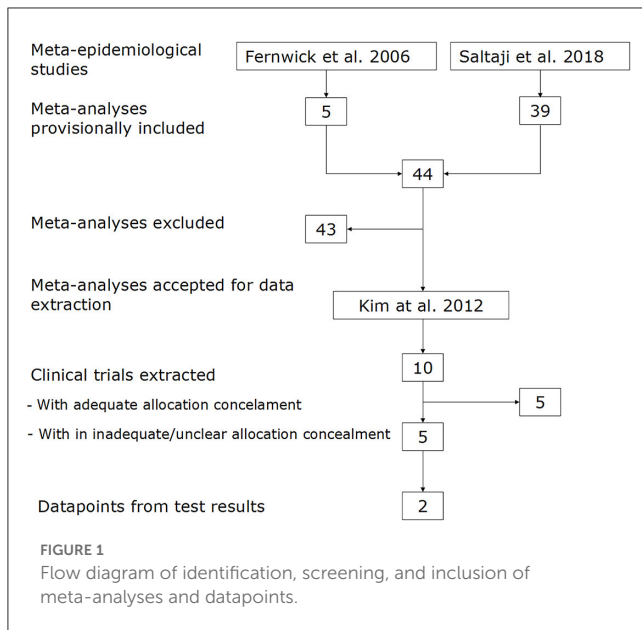 Meta-epidemiological
studies
Fernwick et al. 2006
Saltaji et al. 2018
Meta-analyses
provisionally included
5
39
44
Meta-analyses excluded
43
Meta-analyses accepted for data
extraction
Kim at al. 2012
Clinical trials extracted
10
- With adequate allocation concelament
5
- With in inadequate/unclear allocation concealment
5
Datapoints from test results
2
FIGURE 1
Flow diagram of identification, screening, and inclusion of
meta-analyses and datapoints.